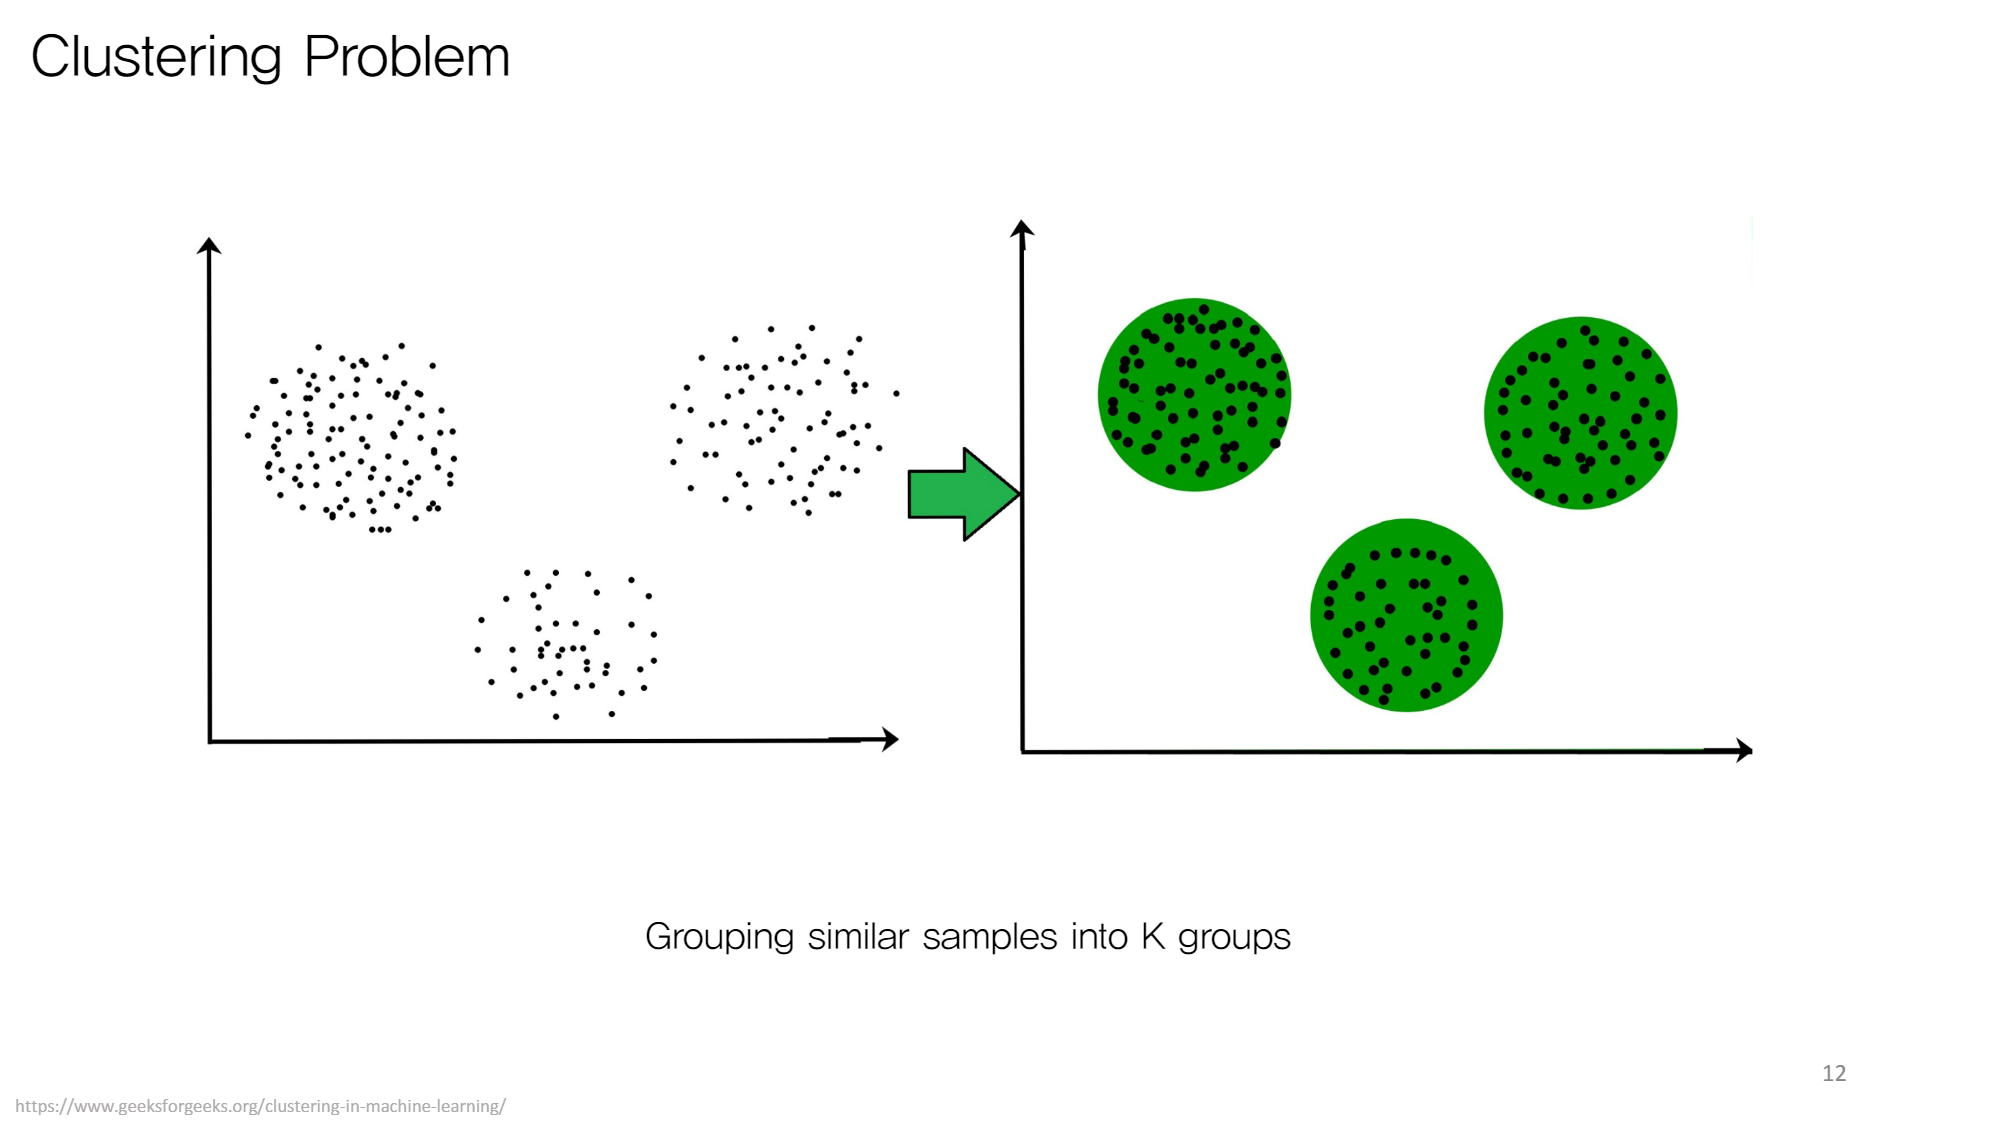 Clustering Problem
Grouping similar samples into K groups
12
https://www.geeksforgeeks.org/clustering-in-machine-learning/